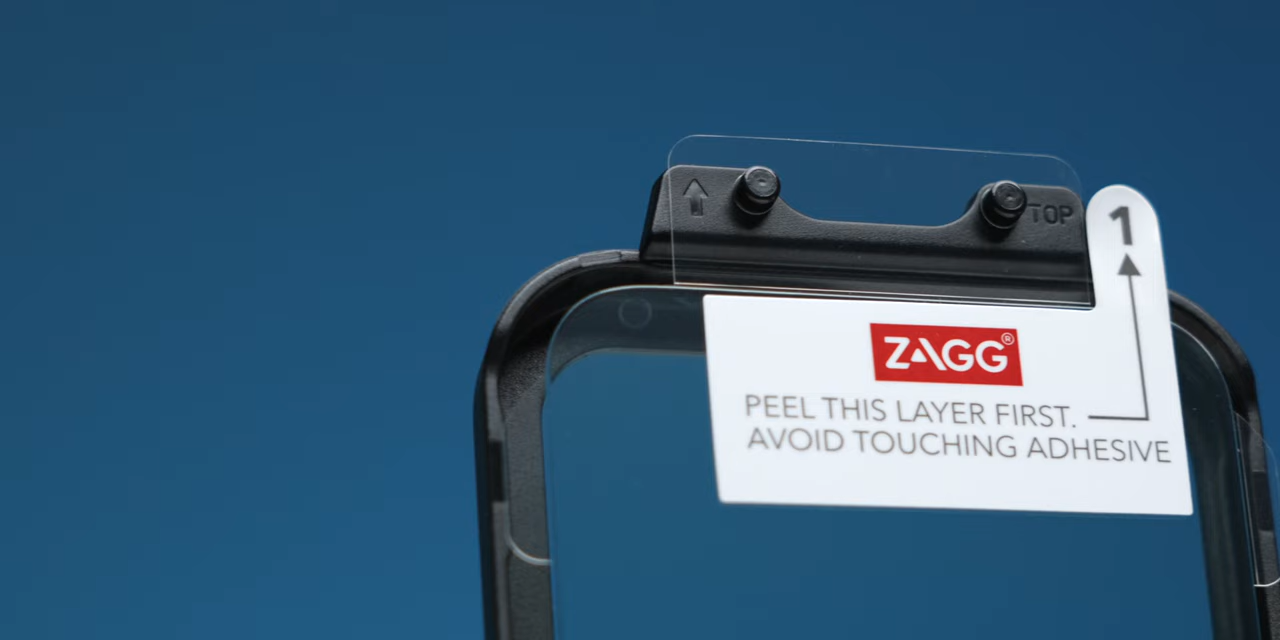 TOP
1
ZAGG®
PEEL THIS LAYER FIRST.
AVOID TOUCHING ADHESIVE